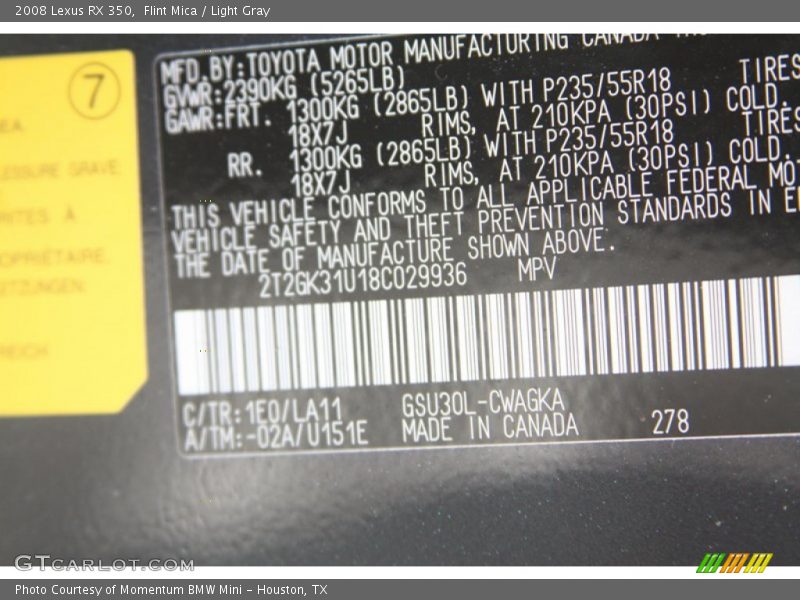 2008 Lexus RX 350,  Flint Mica / Light Gray
7
MFD.BY:TOYOTA MOTOR MANUFACTURING CANADA
GVWR:2390KG (5265LB)
GAWR:FRT. 1300KG (2865LB) WITH P235/55R18 TIRES
18X7J RIMS, AT 210KPA (30PSI) COLD.
RR. 1300KG (2865LB) WITH P235/55R18 TIRES
18X7J RIMS, AT 210KPA (30PSI) COLD.
THIS VEHICLE CONFORMS TO ALL APPLICABLE FEDERAL MO
VEHICLE SAFETY AND THEFT PREVENTION STANDARDS IN E
THE DATE OF MANUFACTURE SHOWN ABOVE.
2T2GK31U18C029936 MPV
C/TR:1E0/LA11 GSU30L-CWAGKA
A/TM:-02A/U151E MADE IN CANADA 278
GTCARLOT.COM
Photo Courtesy of Momentum BMW Mini - Houston, TX